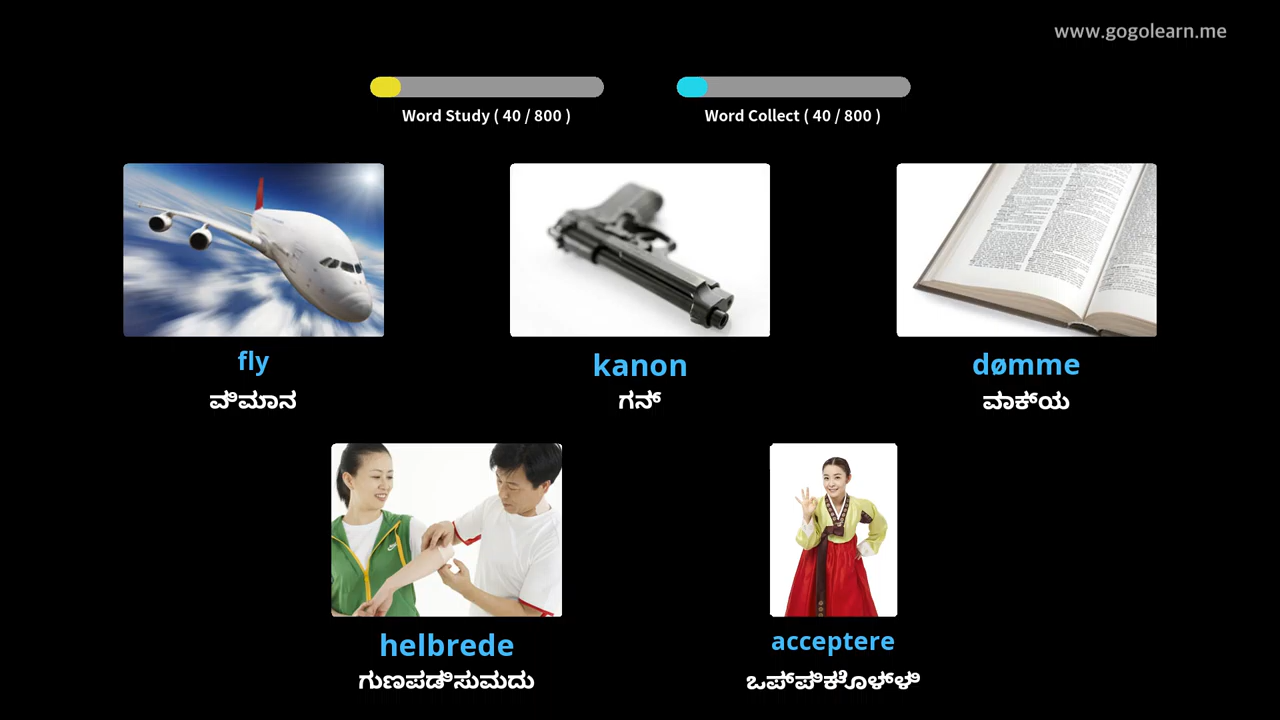 www.gogolearn.me
Word Study ( 40 / 800 )
Word Collect ( 40 / 800 )
fly
ವಿಮಾನ
kanon
ಗನ್
dømme
ವಾಕ್ಯ
helbrede
ಗುಣಪಡಿಸುಮದು
acceptere
ಒಪ್ಪಿಕೊಳ್ಳಿ